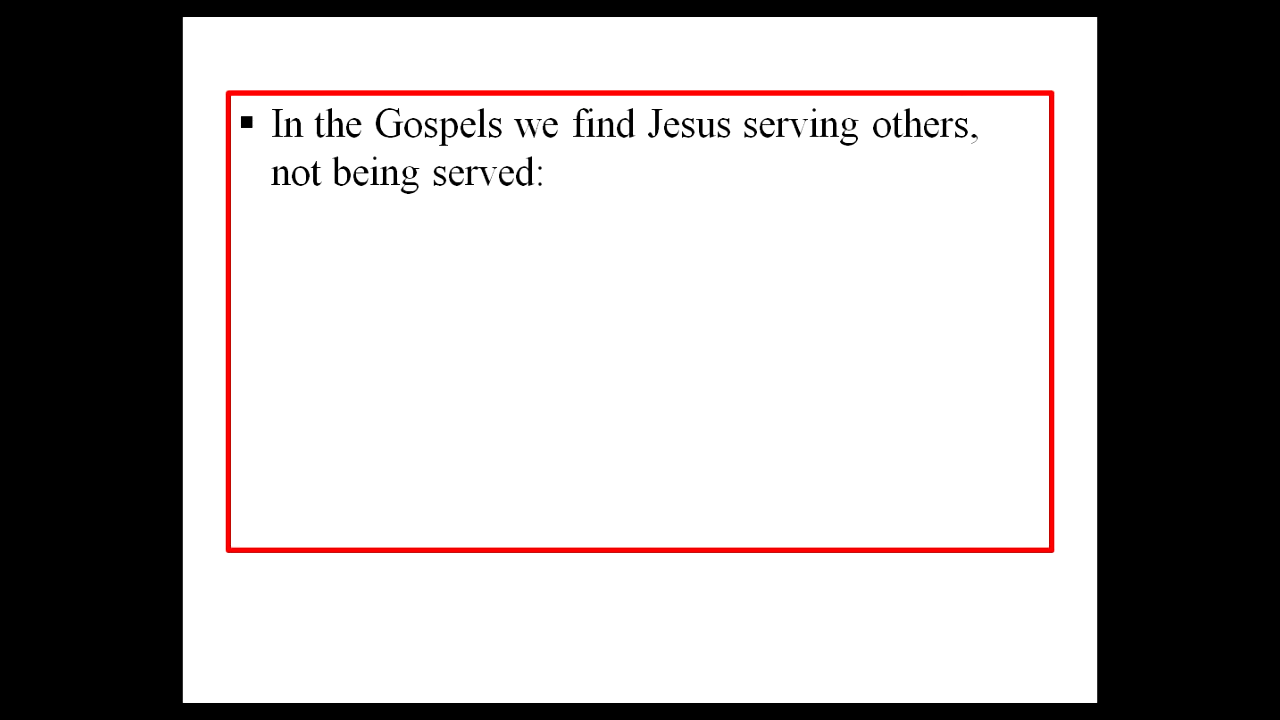 ▪ In the Gospels we find Jesus serving others,
not being served: